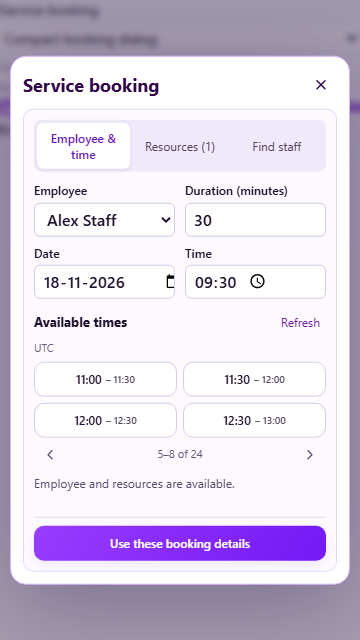 Service booking
Compact booking dialog
Service booking
Employee &
time
Resources (1)
Find staff
Employee
Duration (minutes)
Alex Staff
30
Date
Time
18-11-2026
09:30
Available times
Refresh
UTC
11:00 – 11:30
11:30 – 12:00
12:00 – 12:30
12:30 – 13:00
5–8 of 24
Employee and resources are available.
Use these booking details